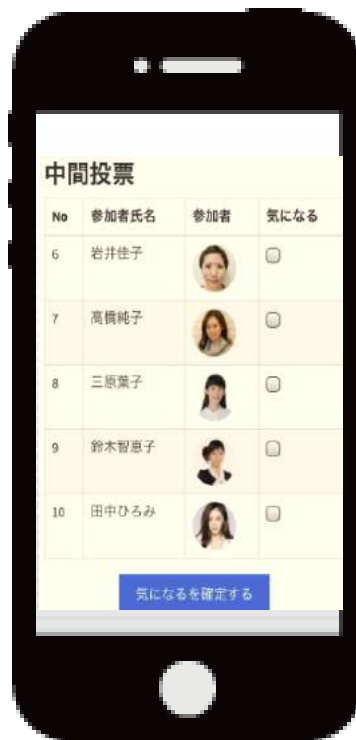 中間投票
No 参加者氏名 参加者 気になる
6 岩井佳子
7 高橋純子
8 三原葉子
9 鈴木智恵子
10 田中ひろみ
気になるを確定する